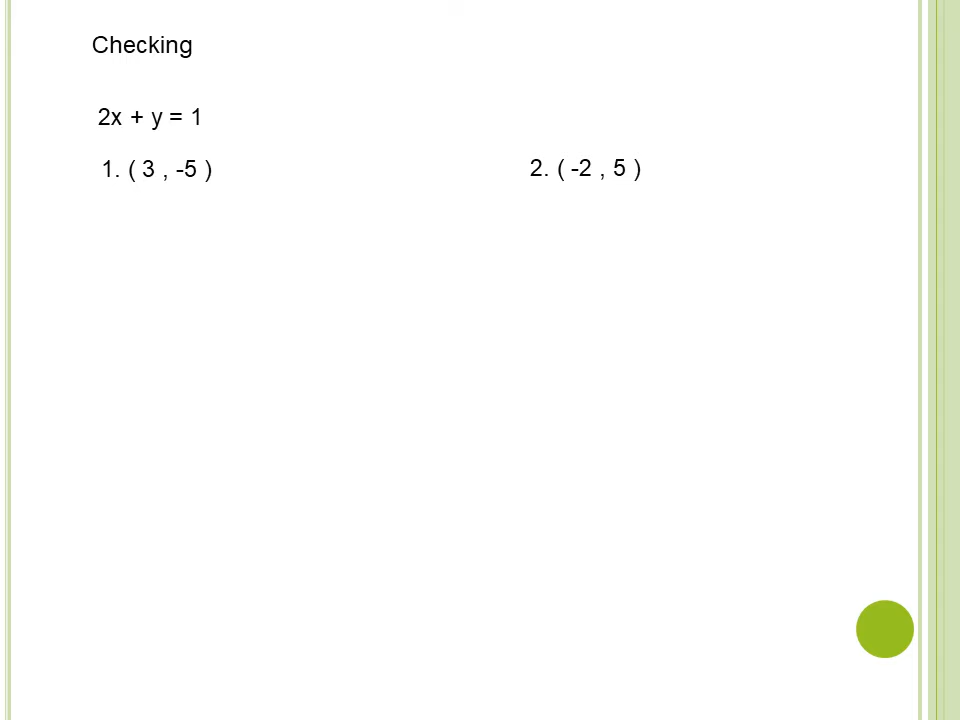 Checking
2x + y = 1
1. ( 3 , -5 )
2. ( -2 , 5 )